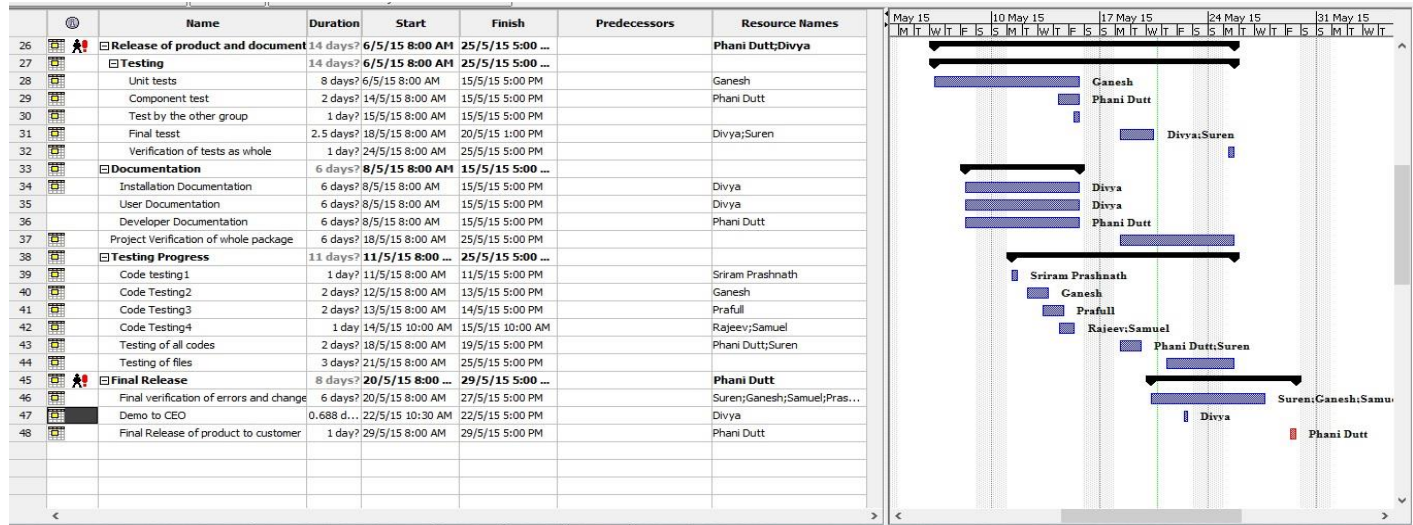 Name Duration Start Finish Predecessors Resource Names
26 Release of product and document 14 days? 6/5/15 8:00 AM 25/5/15 5:00 ... Phani Dutt;Divya
27 Testing 14 days? 6/5/15 8:00 AM 25/5/15 5:00 ...
28 Unit tests 8 days? 6/5/15 8:00 AM 15/5/15 5:00 PM Ganesh
29 Component test 2 days? 14/5/15 8:00 AM 15/5/15 5:00 PM Phani Dutt
30 Test by the other group 1 day? 15/5/15 8:00 AM 15/5/15 5:00 PM
31 Final tesst 2.5 days? 18/5/15 8:00 AM 20/5/15 1:00 PM Divya;Suren
32 Verification of tests as whole 1 day? 24/5/15 8:00 AM 25/5/15 5:00 PM
33 Documentation 6 days? 8/5/15 8:00 AM 15/5/15 5:00 PM
34 Installation Documentation 6 days? 8/5/15 8:00 AM 15/5/15 5:00 PM Divya
35 User Documentation 6 days? 8/5/15 8:00 AM 15/5/15 5:00 PM Divya
36 Developer Documentation 6 days? 8/5/15 8:00 AM 15/5/15 5:00 PM Phani Dutt
37 Project Verification of whole package 6 days? 18/5/15 8:00 AM 25/5/15 5:00 PM
38 Testing Progress 11 days? 11/5/15 8:00 ... 25/5/15 5:00 ...
39 Code testing1 1 day? 11/5/15 8:00 AM 11/5/15 5:00 PM Sriram Prashnath
40 Code Testing2 2 days? 12/5/15 8:00 AM 13/5/15 5:00 PM Ganesh
41 Code Testing3 2 days? 13/5/15 8:00 AM 14/5/15 5:00 PM Prafull
42 Code Testing4 1 day 14/5/15 10:00 AM 15/5/15 10:00 AM Rajeev;Samuel
43 Testing of all codes 2 days? 18/5/15 8:00 AM 19/5/15 5:00 PM Phani Dutt;Suren
44 Testing of files 3 days? 21/5/15 8:00 AM 25/5/15 5:00 PM
45 Final Release 8 days? 20/5/15 8:00 ... 29/5/15 5:00 ... Phani Dutt
46 Final verification of errors and change 6 days? 20/5/15 8:00 AM 27/5/15 5:00 PM Suren;Ganesh;Samuel;Pras...
47 Demo to CEO 0.688 d... 22/5/15 10:30 AM 22/5/15 5:00 PM Divya
48 Final Release of product to customer 1 day? 29/5/15 8:00 AM 29/5/15 5:00 PM Phani Dutt
May 15 10 May 15 17 May 15 24 May 15 31 May 15
M T W T F S S M T W T F S S M T W T F S S M T W T F S S M T W T
Ganesh
Phani Dutt
Divya;Suren
Divya
Divya
Phani Dutt
Sriram Prashnath
Ganesh
Prafull
Rajeev;Samuel
Phani Dutt;Suren
Suren;Ganesh;Samu
Divya
Phani Dutt